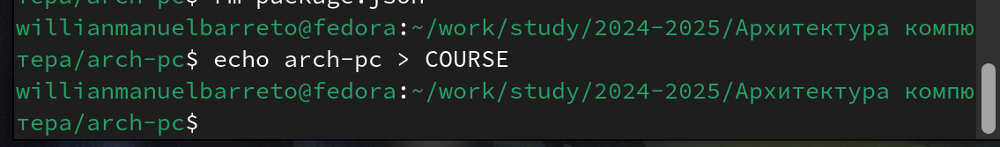 тера/arch-pc$ rm package.json
willianmanuelbarreto@fedora:~/work/study/2024-2025/Архитектура компю
тера/arch-pc$ echo arch-pc > COURSE
willianmanuelbarreto@fedora:~/work/study/2024-2025/Архитектура компю
тера/arch-pc$